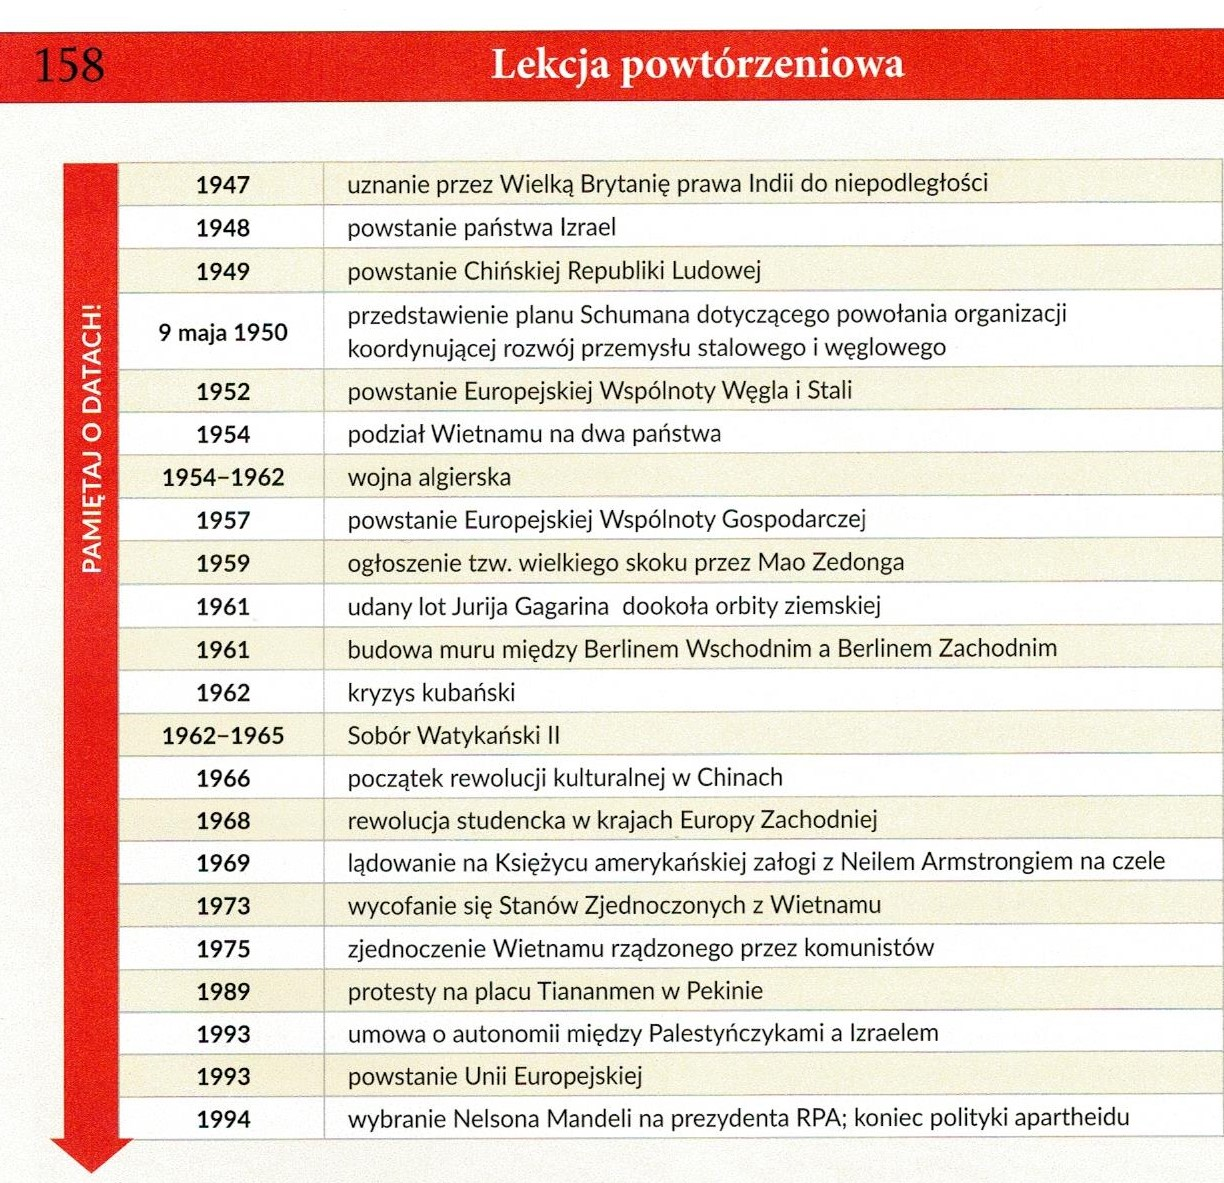 158
Lekcja powtórzeniowa
PAMIĘTAJ O DATACH!
1947 uznanie przez Wielką Brytanię prawa Indii do niepodległości
1948 powstanie państwa Izrael
1949 powstanie Chińskiej Republiki Ludowej
9 maja 1950 przedstawienie planu Schumana dotyczącego powołania organizacji
koordynującej rozwój przemysłu stalowego i węglowego
1952 powstanie Europejskiej Wspólnoty Węgla i Stali
1954 podział Wietnamu na dwa państwa
1954–1962 wojna algierska
1957 powstanie Europejskiej Wspólnoty Gospodarczej
1959 ogłoszenie tzw. wielkiego skoku przez Mao Zedonga
1961 udany lot Jurija Gagarina dookoła orbity ziemskiej
1961 budowa muru między Berlinem Wschodnim a Berlinem Zachodnim
1962 kryzys kubański
1962–1965 Sobór Watykański II
1966 początek rewolucji kulturalnej w Chinach
1968 rewolucja studencka w krajach Europy Zachodniej
1969 lądowanie na Księżycu amerykańskiej załogi z Neilem Armstrongiem na czele
1973 wycofanie się Stanów Zjednoczonych z Wietnamu
1975 zjednoczenie Wietnamu rządzonego przez komunistów
1989 protesty na placu Tiananmen w Pekinie
1993 umowa o autonomii między Palestyńczykami a Izraelem
1993 powstanie Unii Europejskiej
1994 wybranie Nelsona Mandeli na prezydenta RPA; koniec polityki apartheidu